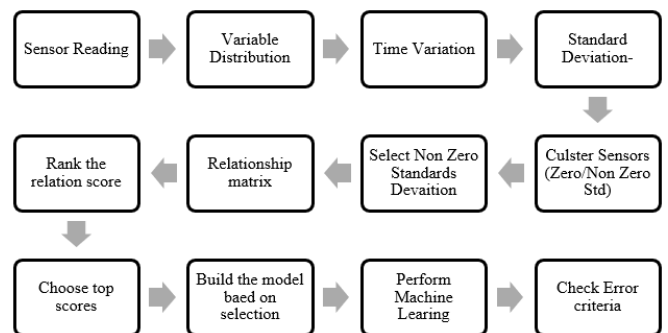 Sensor Reading
Variable
Distribution
Time Variation
Standard
Deviation-
Culster Sensors
(Zero/Non Zero
Std)
Select Non Zero
Standards
Devaition
Relationship
matrix
Rank the
relation score
Choose top
scores
Build the model
baed on
selection
Perform
Machine
Learing
Check Error
criteria